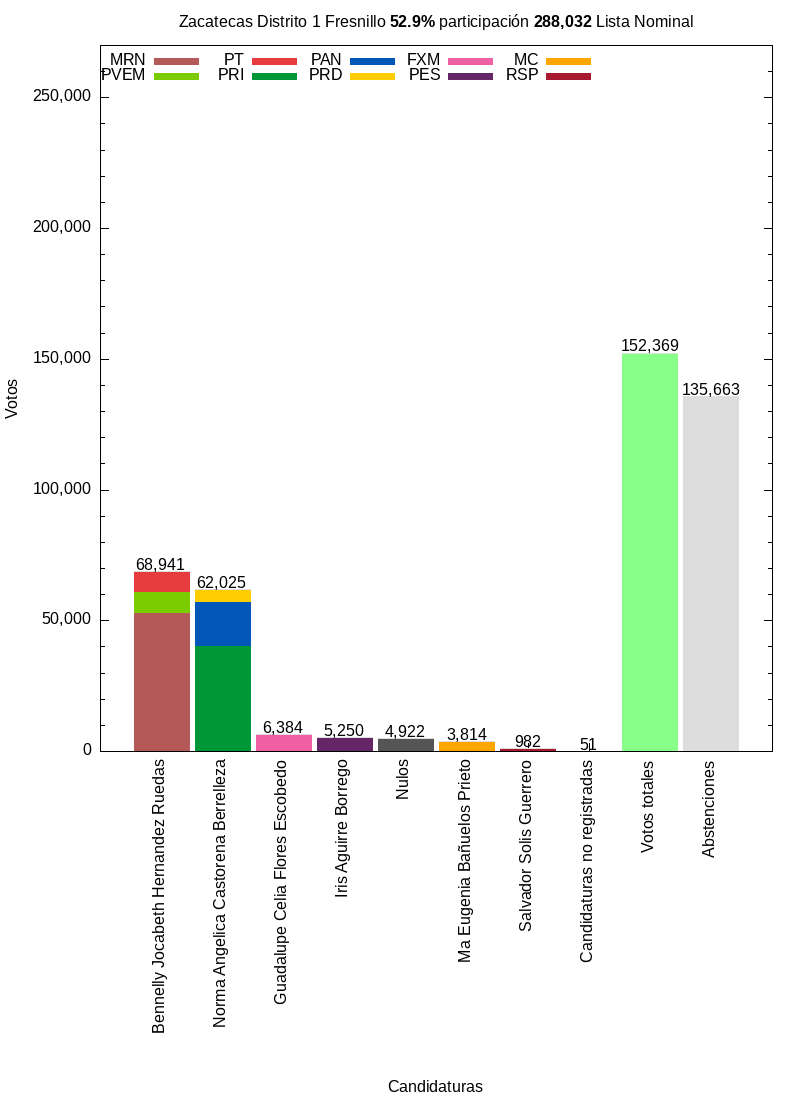 Zacatecas Distrito 1 Fresnillo 52.9% participación 288,032 Lista Nominal
MRN PT PAN FXM MC
PVEM PRI PRD PES RSP
250,000
200,000
150,000
100,000
50,000
0
Votos
68,941
62,025
6,384
5,250
4,922
3,814
982
51
152,369
135,663
Bennelly Jocabeth Hernandez Ruedas
Norma Angelica Castorena Berrelleza
Guadalupe Celia Flores Escobedo
Iris Aguirre Borrego
Nulos
Ma Eugenia Bañuelos Prieto
Salvador Solis Guerrero
Candidaturas no registradas
Votos totales
Abstenciones
Candidaturas